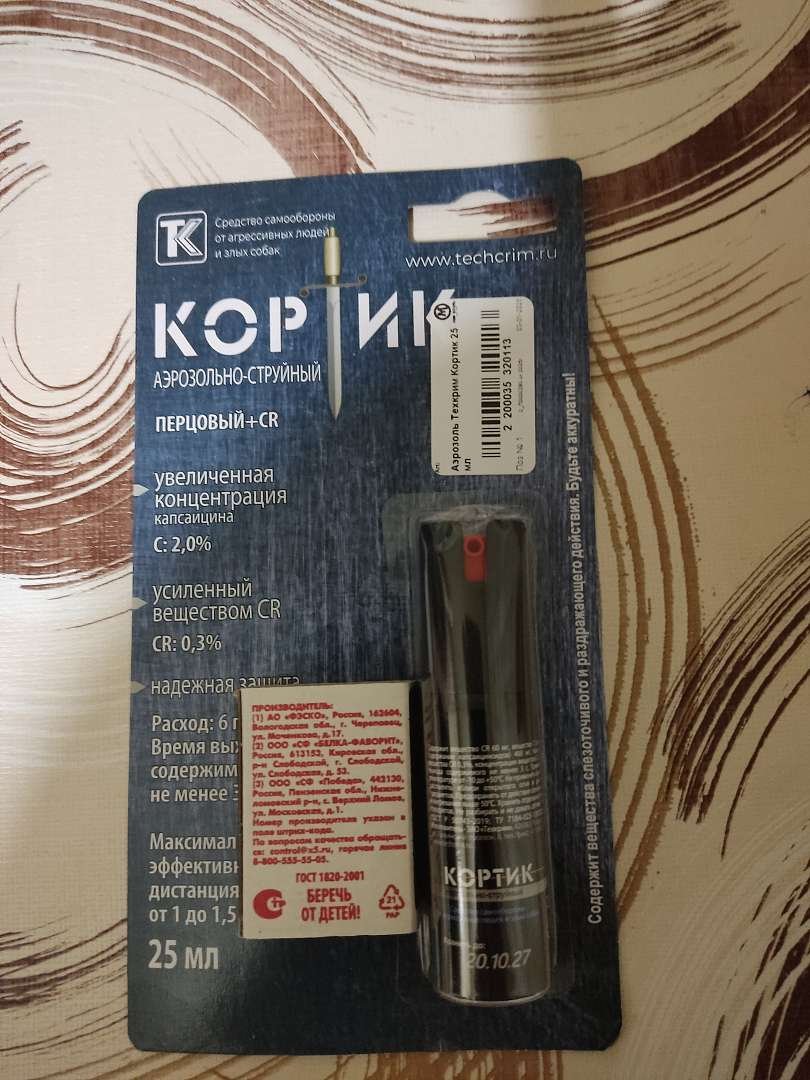 Средство самообороны
от агрессивных людей
и злых собак
www.techcrim.ru
КОРТИК
АЭРОЗОЛЬНО-СТРУЙНЫЙ
ПЕРЦОВЫЙ+CR
увеличенная
концентрация
капсаицина
С: 2,0%
усиленный
веществом CR
CR: 0,3%
надежная защита
Расход: 6
Время
содержим
не менее
Максимал
эффективн
дистанция
от 1 до 1,5
25 мл
Аэрозоль Техкрим Кортик 25
мл
2 200035 320113
Поз № 1
Содержит вещества слезоточивого и раздражающего действия. Будьте аккуратны!
ПРОИЗВОДИТЕЛЬ:
(1) АО «ФЭСКО», Россия, 162604,
Вологодская обл., г. Череповец,
ул. Моченкова, д.17.
(2) ООО «СФ «БЕЛКА-ФАВОРИТ»,
Россия, 613153, Кировская обл.,
р-н Слободской, г. Слободской,
ул. Слободская, д. 53.
(3) ООО «СФ «Победа», 442130,
Россия, Пензенская обл., Нижне-
ломовский р-н, с. Верхний Ломов,
ул. Московская, д.1.
Номер производителя указан в
поле штрих-кода.
По вопросам качества обращать-
ся: control@x5.ru, горячая линия
8-800-555-55-05.
ГОСТ 1820-2001
БЕРЕЧЬ
ОТ ДЕТЕЙ!
21
PAP
КОРТИК
20.10.27